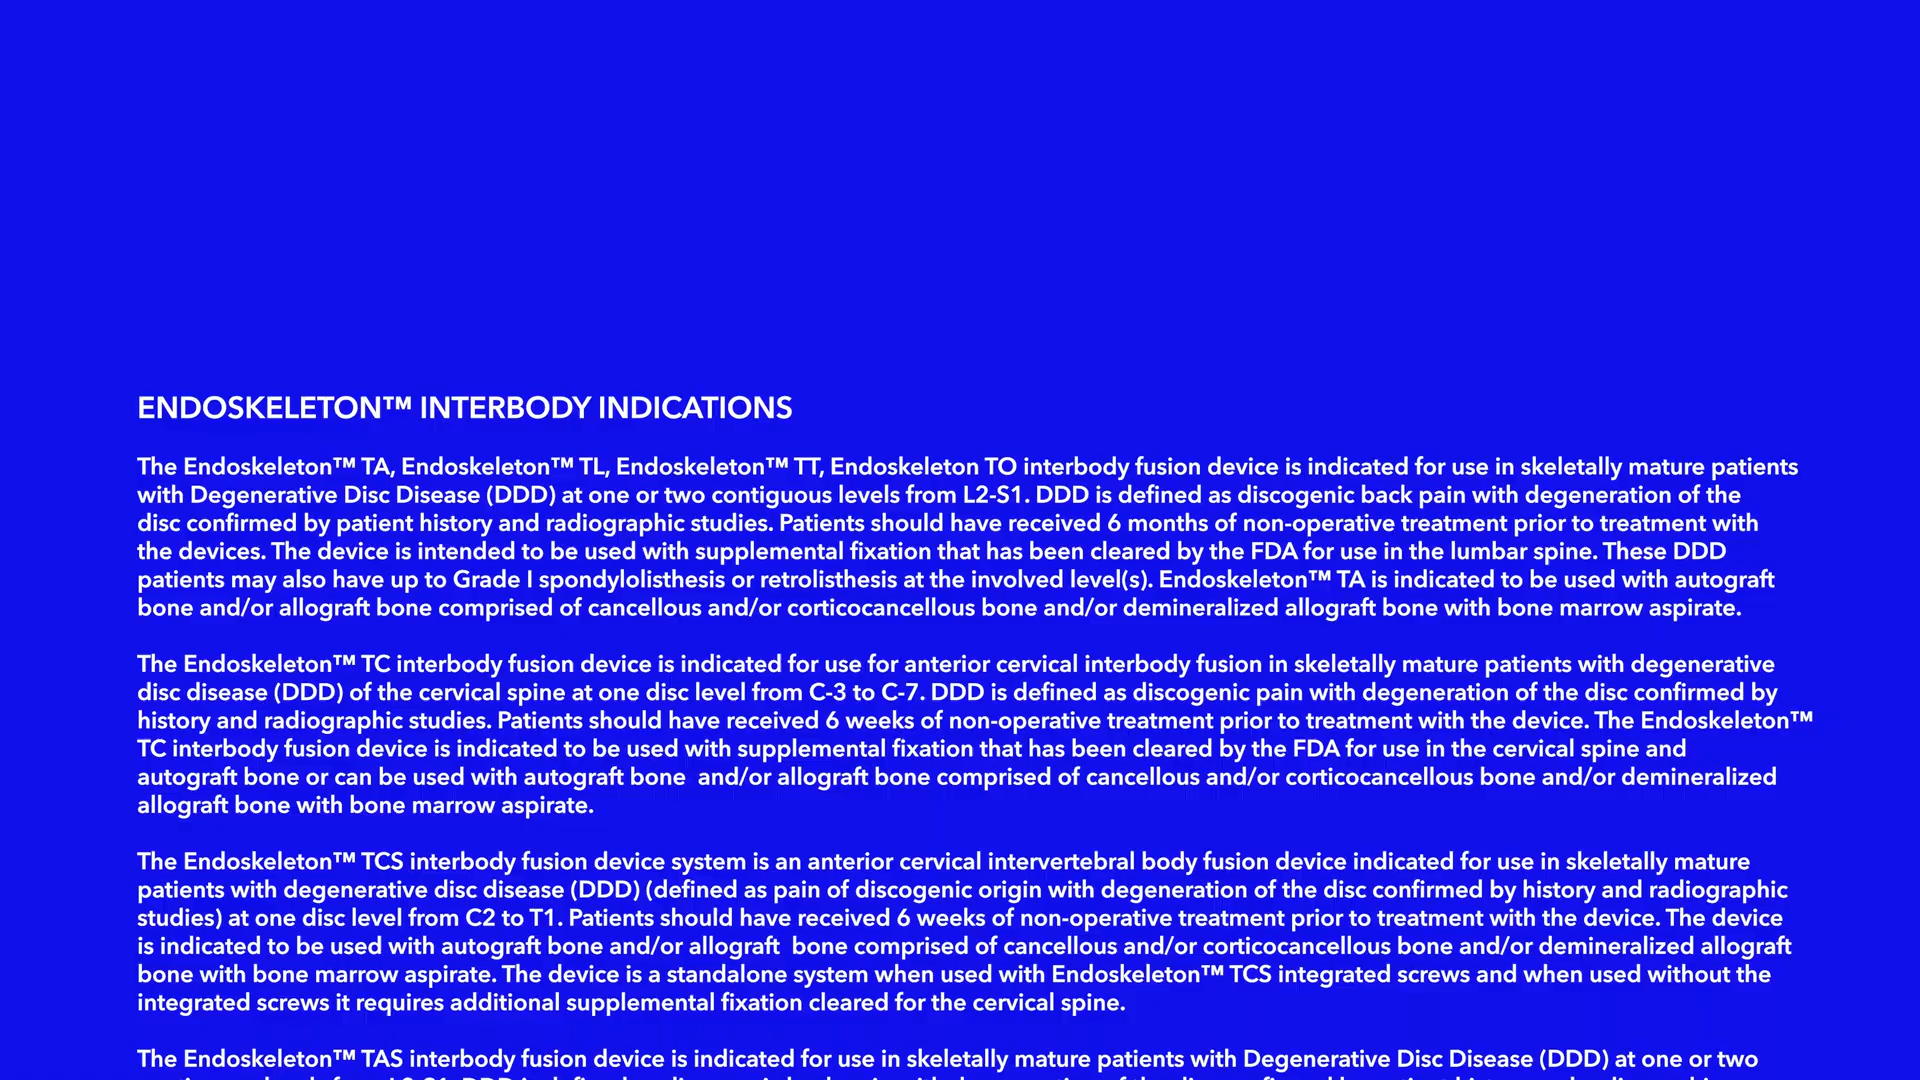 ENDOSKELETON™ INTERBODY INDICATIONS
The Endoskeleton™ TA, Endoskeleton™ TL, Endoskeleton™ TT, Endoskeleton TO interbody fusion device is indicated for use in skeletally mature patients
with Degenerative Disc Disease (DDD) at one or two contiguous levels from L2-S1. DDD is defined as discogenic back pain with degeneration of the
disc confirmed by patient history and radiographic studies. Patients should have received 6 months of non-operative treatment prior to treatment with
the devices. The device is intended to be used with supplemental fixation that has been cleared by the FDA for use in the lumbar spine. These DDD
patients may also have up to Grade I spondylolisthesis or retrolisthesis at the involved level(s). Endoskeleton™ TA is indicated to be used with autograft
bone and/or allograft bone comprised of cancellous and/or corticocancellous bone and/or demineralized allograft bone with bone marrow aspirate.
The Endoskeleton™ TC interbody fusion device is indicated for use for anterior cervical interbody fusion in skeletally mature patients with degenerative
disc disease (DDD) of the cervical spine at one disc level from C-3 to C-7. DDD is defined as discogenic pain with degeneration of the disc confirmed by
history and radiographic studies. Patients should have received 6 weeks of non-operative treatment prior to treatment with the device. The Endoskeleton™
TC interbody fusion device is indicated to be used with supplemental fixation that has been cleared by the FDA for use in the cervical spine and
autograft bone or can be used with autograft bone  and/or allograft bone comprised of cancellous and/or corticocancellous bone and/or demineralized
allograft bone with bone marrow aspirate.
The Endoskeleton™ TCS interbody fusion device system is an anterior cervical intervertebral body fusion device indicated for use in skeletally mature
patients with degenerative disc disease (DDD) (defined as pain of discogenic origin with degeneration of the disc confirmed by history and radiographic
studies) at one disc level from C2 to T1. Patients should have received 6 weeks of non-operative treatment prior to treatment with the device. The device
is indicated to be used with autograft bone and/or allograft  bone comprised of cancellous and/or corticocancellous bone and/or demineralized allograft
bone with bone marrow aspirate. The device is a standalone system when used with Endoskeleton™ TCS integrated screws and when used without the
integrated screws it requires additional supplemental fixation cleared for the cervical spine.
The Endoskeleton™ TAS interbody fusion device is indicated for use in skeletally mature patients with Degenerative Disc Disease (DDD) at one or two